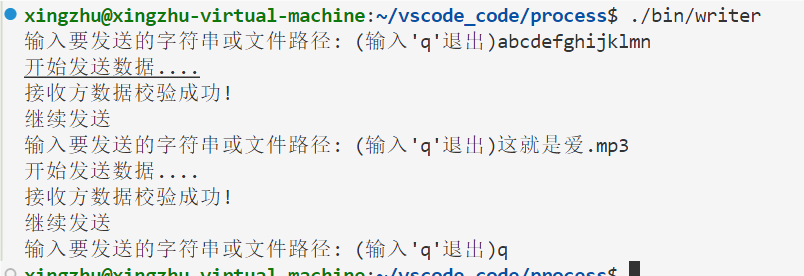 xingzhu@xingzhu-virtual-machine:~/vscode_code/process$ ./bin/writer
输入要发送的字符串或文件路径: (输入'q'退出)abcdefghijklmn
开始发送数据....
接收方数据校验成功!
继续发送
输入要发送的字符串或文件路径: (输入'q'退出)这就是爱.mp3
开始发送数据....
接收方数据校验成功!
继续发送
输入要发送的字符串或文件路径: (输入'q'退出)q
xingzhu@xingzhu-virtual-machine:~/vscode_code/process$